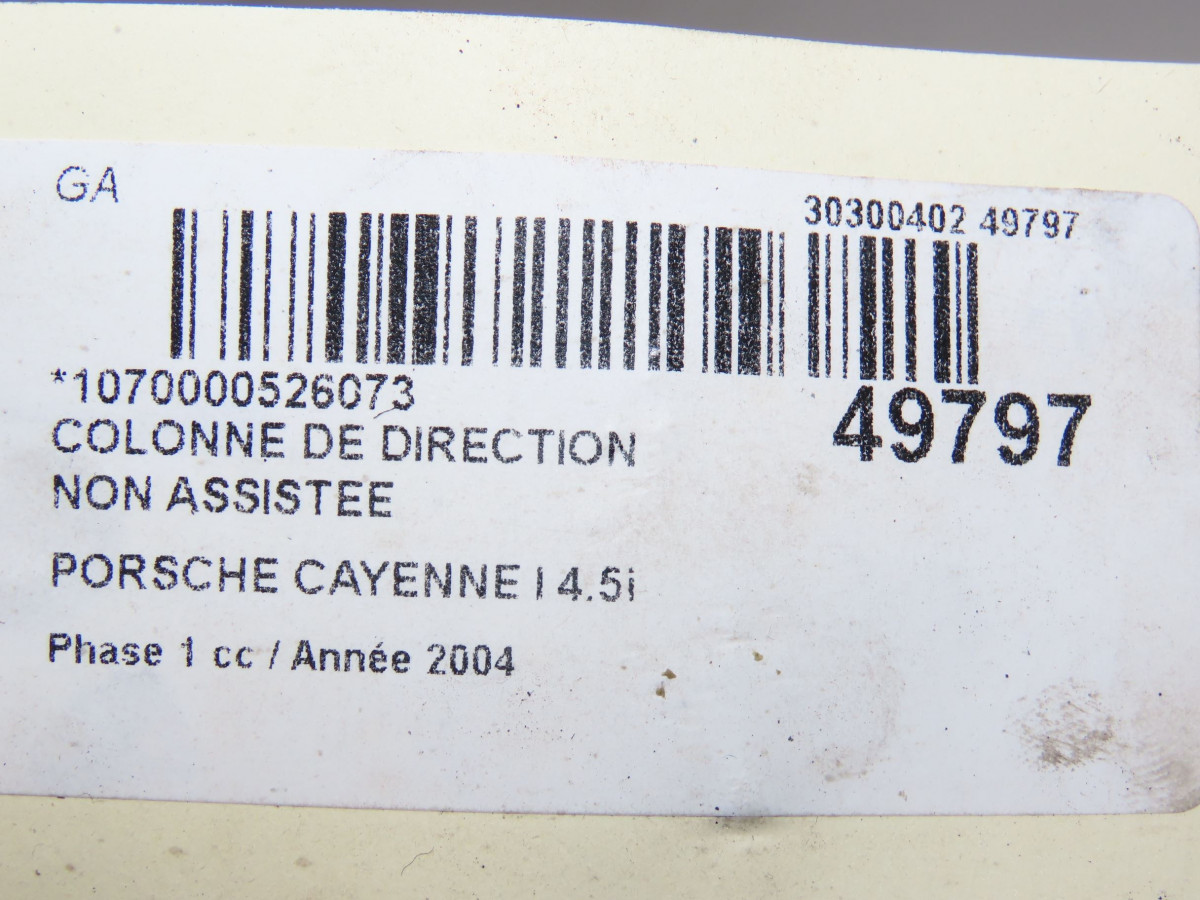 GA
30300402 49797
*1070000526073
49797
COLONNE DE DIRECTION
NON ASSISTEE
PORSCHE CAYENNE I 4.5i
Phase 1 cc / Année 2004